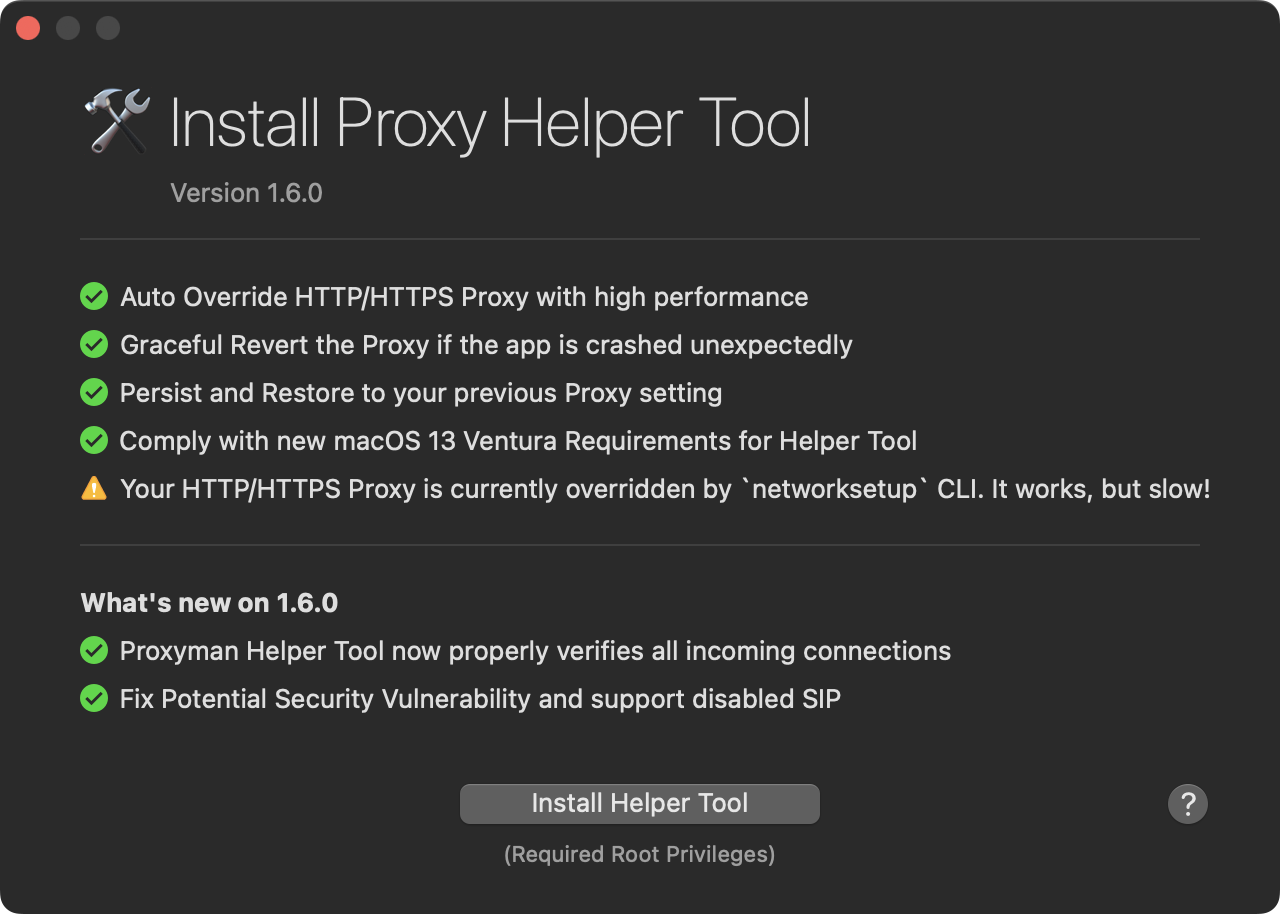 Install Proxy Helper Tool
Version 1.6.0
Auto Override HTTP/HTTPS Proxy with high performance
Graceful Revert the Proxy if the app is crashed unexpectedly
Persist and Restore to your previous Proxy setting
Comply with new macOS 13 Ventura Requirements for Helper Tool
Your HTTP/HTTPS Proxy is currently overridden by `networksetup` CLI. It works, but slow!
What's new on 1.6.0
Proxyman Helper Tool now properly verifies all incoming connections
Fix Potential Security Vulnerability and support disabled SIP
Install Helper Tool
?
(Required Root Privileges)